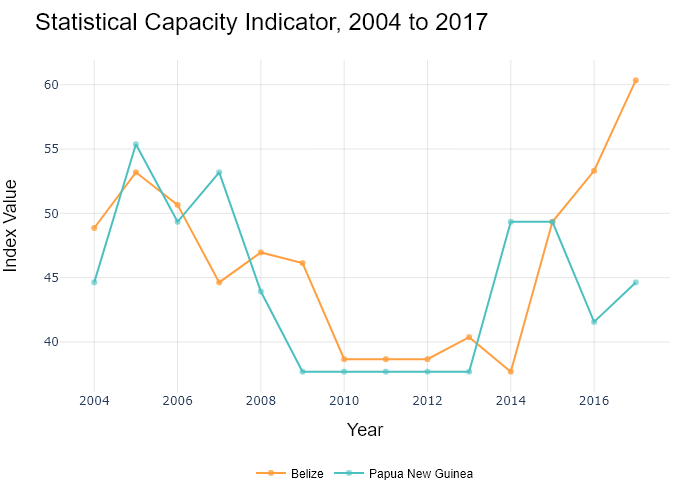 Statistical Capacity Indicator, 2004 to 2017
Index Value
60
55
50
45
40
2004 2006 2008 2010 2012 2014 2016
Year
Belize Papua New Guinea